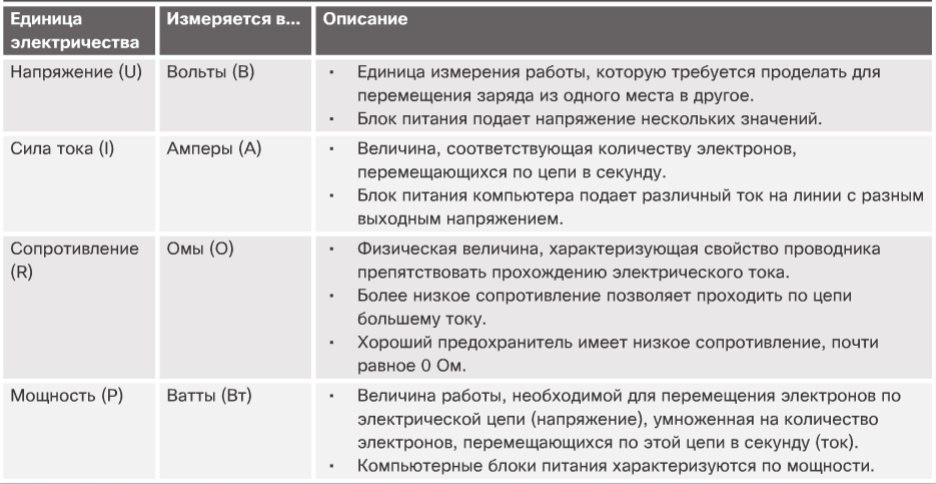 Единица
электричества
Измеряется в...
Описание
Напряжение (U)
Вольты (В)
• Единица измерения работы, которую требуется проделать для
перемещения заряда из одного места в другое.
• Блок питания подает напряжение нескольких значений.
Сила тока (I)
Амперы (А)
• Величина, соответствующая количеству электронов,
перемещающихся по цепи в секунду.
• Блок питания компьютера подает различный ток на линии с разным
выходным напряжением.
Сопротивление
(R)
Омы (О)
• Физическая величина, характеризующая свойство проводника
препятствовать прохождению электрического тока.
• Более низкое сопротивление позволяет проходить по цепи
большему току.
• Хороший предохранитель имеет низкое сопротивление, почти
равное 0 Ом.
Мощность (P)
Ватты (Вт)
• Величина работы, необходимой для перемещения электронов по
электрической цепи (напряжение), умноженная на количество
электронов, перемещающихся по этой цепи в секунду (ток).
• Компьютерные блоки питания характеризуются по мощности.